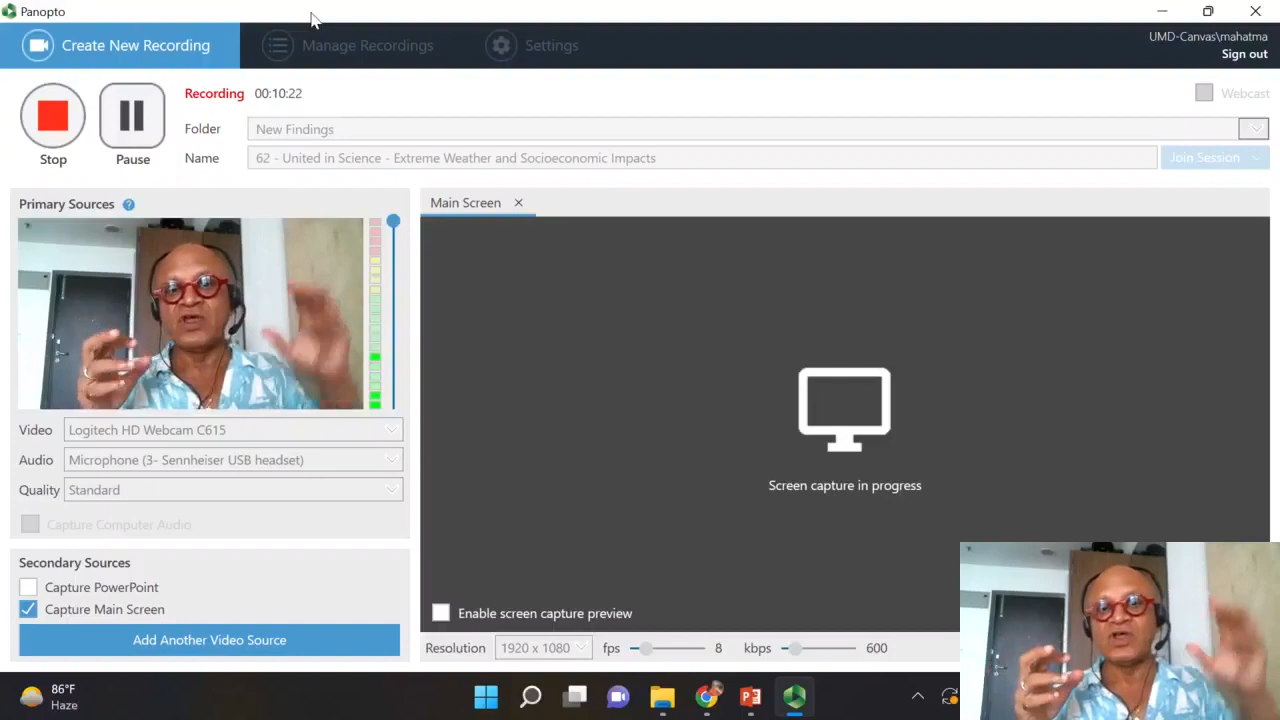 Panopto
Create New Recording
Manage Recordings
Settings
UMD-Canvas\mahatma
Sign out
Recording 00:10:22
Webcast
Folder New Findings
Name 62 - United in Science - Extreme Weather and Socioeconomic Impacts
Join Session
Stop
Pause
Primary Sources ?
Main Screen
Video Logitech HD Webcam C615
Audio Microphone (3- Sennheiser USB headset)
Quality Standard
Capture Computer Audio
Screen capture in progress
Secondary Sources
Capture PowerPoint
Capture Main Screen
Add Another Video Source
Enable screen capture preview
Resolution 1920 x 1080 fps 8 kbps 600
86°F
Haze